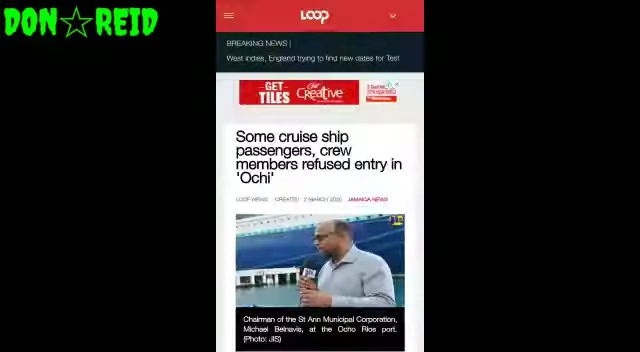 DON☆REID
LOOP
BREAKING NEWS |
West Indies, England trying to find new dates for Test
GET TILES
Get Creative
Some cruise ship
passengers, crew
members refused entry in
'Ochi'
LOOP NEWS CREATED : 2 MARCH 2020 JAMAICA NEWS
Chairman of the St Ann Municipal Corporation,
Michael Belnavis, at the Ocho Rios port.
(Photo: JIS)